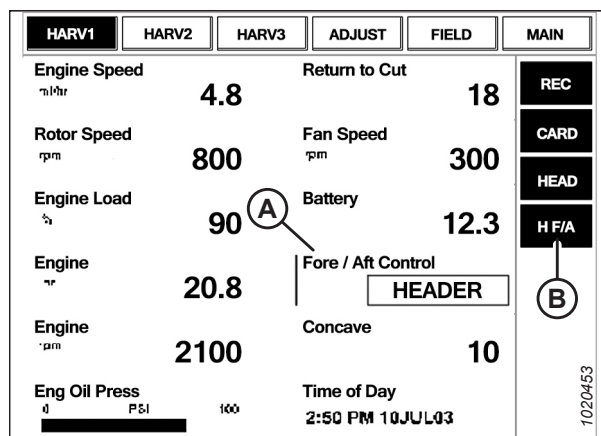 HARV1 HARV2 HARV3 ADJUST FIELD MAIN
Engine Speed
4.8
Return to Cut
18
REC
Rotor Speed
rpm
800
Fan Speed
rpm
300
CARD
HEAD
Engine Load
90
A
Battery
12.3
H F/A
Engine
20.8
Fore / Aft Control
HEADER
B
Engine
rpm
2100
Concave
10
Eng Oil Press
0 PSI 100
Time of Day
2:50 PM 10JUL03
1020453